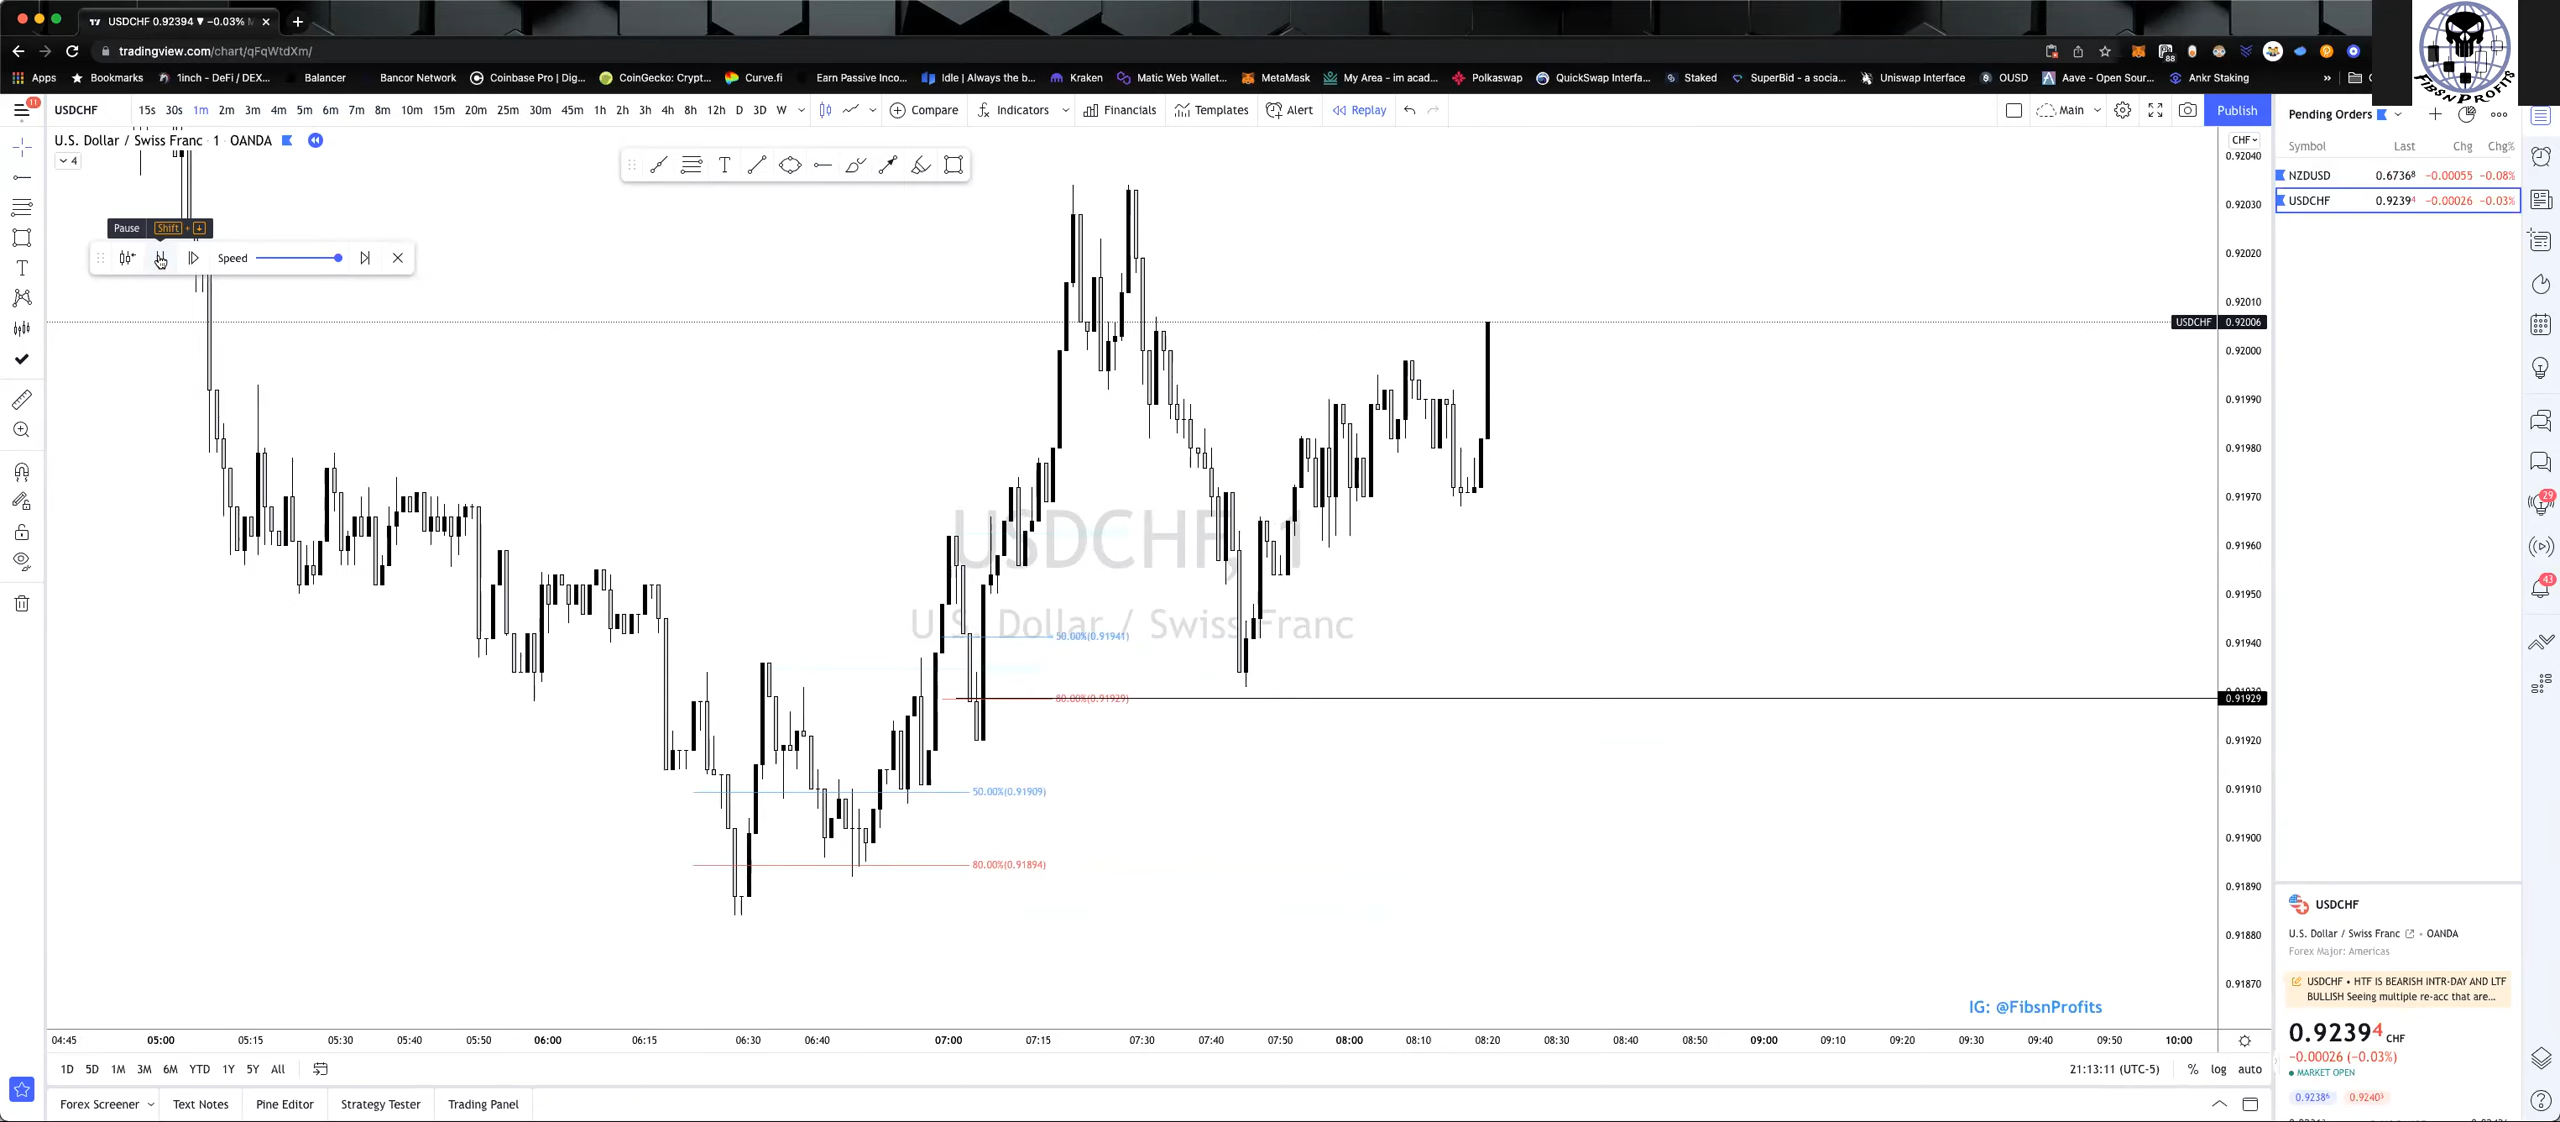 USDCHF 0.92394 ▼ −0.03% M
tradingview.com/chart/qFqWtdXm/
Apps
Bookmarks
1inch - DeFi / DEX...
Balancer
Bancor Network
Coinbase Pro | Dig...
CoinGecko: Crypt...
Curve.fi
Earn Passive Inco...
Idle | Always the b...
Kraken
Matic Web Wallet...
MetaMask
My Area - im acad...
Polkaswap
QuickSwap Interfa...
Staked
SuperBid - a socia...
Uniswap Interface
OUSD
Aave - Open Sour...
Ankr Staking
»
88
FIBSNPROFITS
11
USDCHF 15s 30s 1m 2m 3m 4m 5m 6m 7m 8m 10m 15m 20m 25m 30m 45m 1h 2h 3h 4h 8h 12h D 3D W
Compare
Indicators
Financials
Templates
Alert
Replay
Main
Publish
Pending Orders
U.S. Dollar / Swiss Franc · 1 · OANDA
4
Pause Shift + ↓
Speed
CHF
Symbol Last Chg Chg%
NZDUSD 0.67368 −0.00055 −0.08%
USDCHF 0.92394 −0.00026 −0.03%
0.92040
0.92030
0.92020
0.92010
USDCHF 0.92006
0.92000
0.91990
0.91980
0.91970
0.91960
0.91950
0.91940
0.91929
0.91920
0.91910
0.91900
0.91890
0.91880
0.91870
USDCHF, 1
U.S. Dollar / Swiss Franc
50.00%(0.91941)
80.00%(0.91929)
50.00%(0.91909)
80.00%(0.91894)
IG: @FibsnProfits
29
43
04:45 05:00 05:15 05:30 05:40 05:50 06:00 06:15 06:30 06:40 07:00 07:15 07:30 07:40 07:50 08:00 08:10 08:20 08:30 08:40 08:50 09:00 09:10 09:20 09:30 09:40 09:50 10:00
1D 5D 1M 3M 6M YTD 1Y 5Y All
21:13:11 (UTC-5) % log auto
Forex Screener
Text Notes
Pine Editor
Strategy Tester
Trading Panel
USDCHF
U.S. Dollar / Swiss Franc • OANDA
Forex Major: Americas
USDCHF • HTF IS BEARISH INTR-DAY AND LTF
BULLISH Seeing multiple re-acc that are...
0.92394 CHF
−0.00026 (−0.03%)
MARKET OPEN
0.92386 0.92403